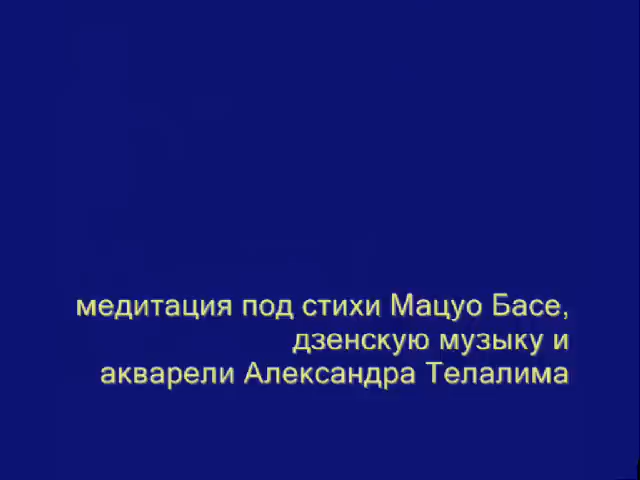 медитация под стихи Мацуо Басе,
дзенскую музыку и
акварели Александра Телалима